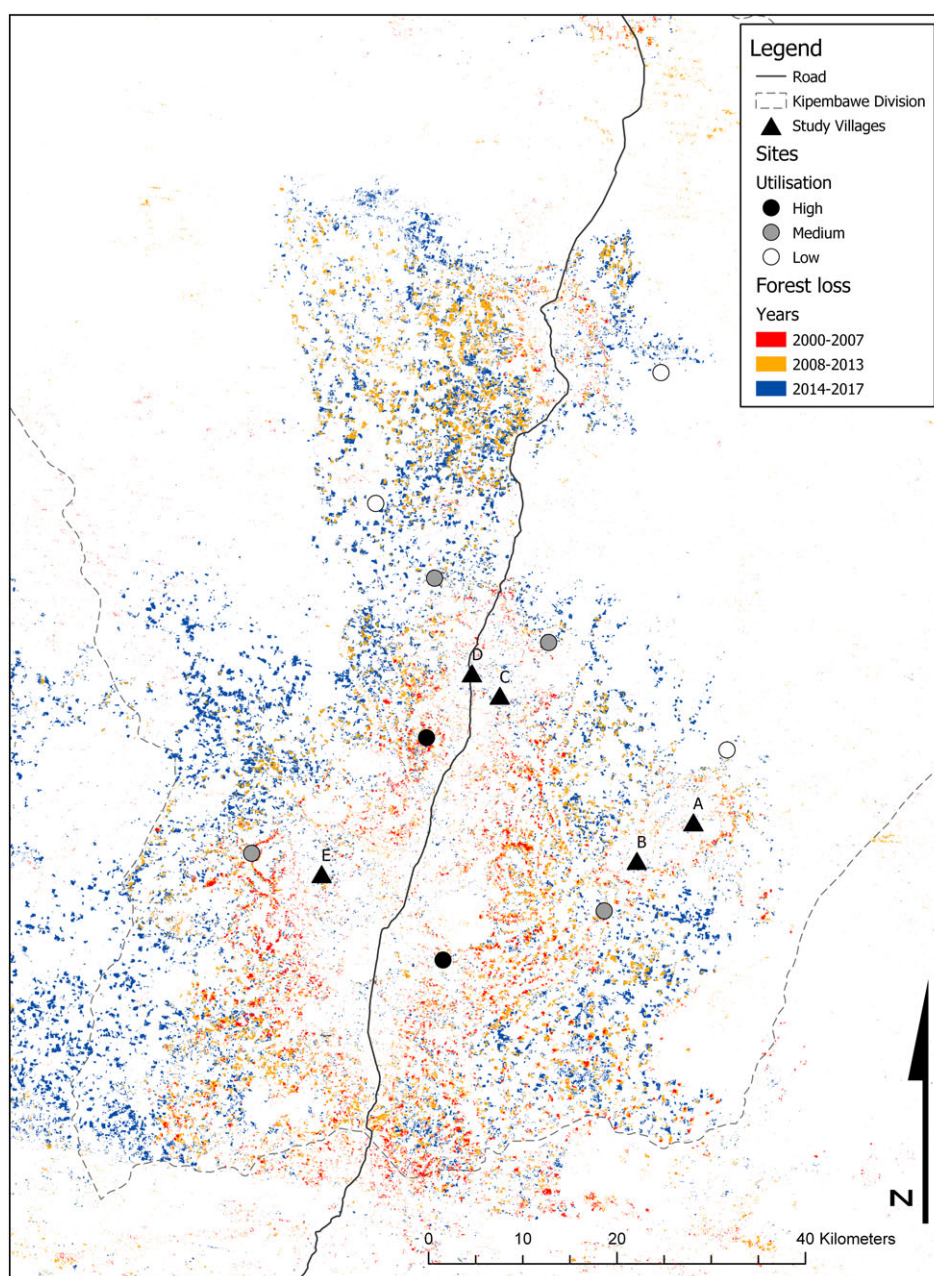 Legend
Road
Kipembawe Division
Study Villages
Sites
Utilisation
High
Medium
Low
Forest loss
Years
2000-2007
2008-2013
2014-2017
D
C
A
B
E
N
0 10 20 40 Kilometers